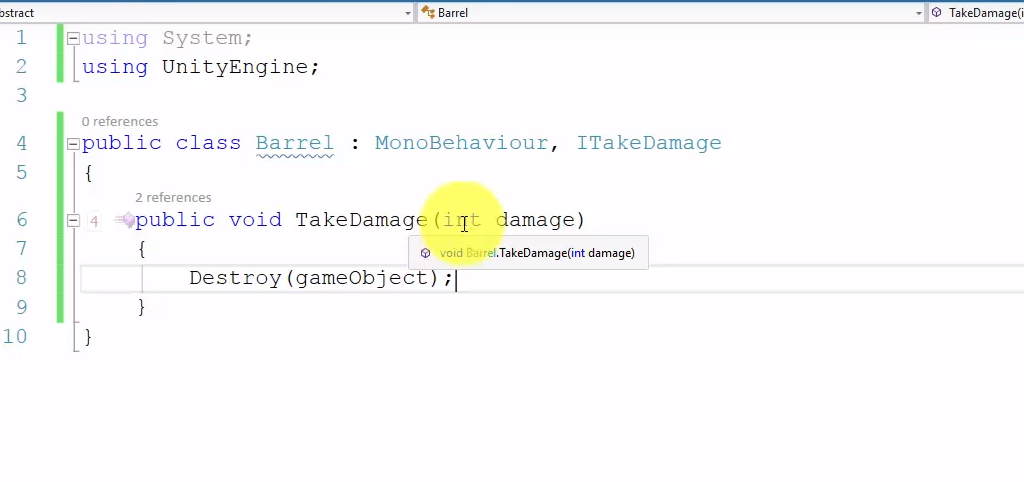 bstract Barrel TakeDamage(i
1 using System;
2 using UnityEngine;
3
0 references
4 public class Barrel : MonoBehaviour, ITakeDamage
5 {
2 references
6 4 public void TakeDamage(int damage)
7 {
void Barrel.TakeDamage(int damage)
8 Destroy(gameObject);
9 }
10 }